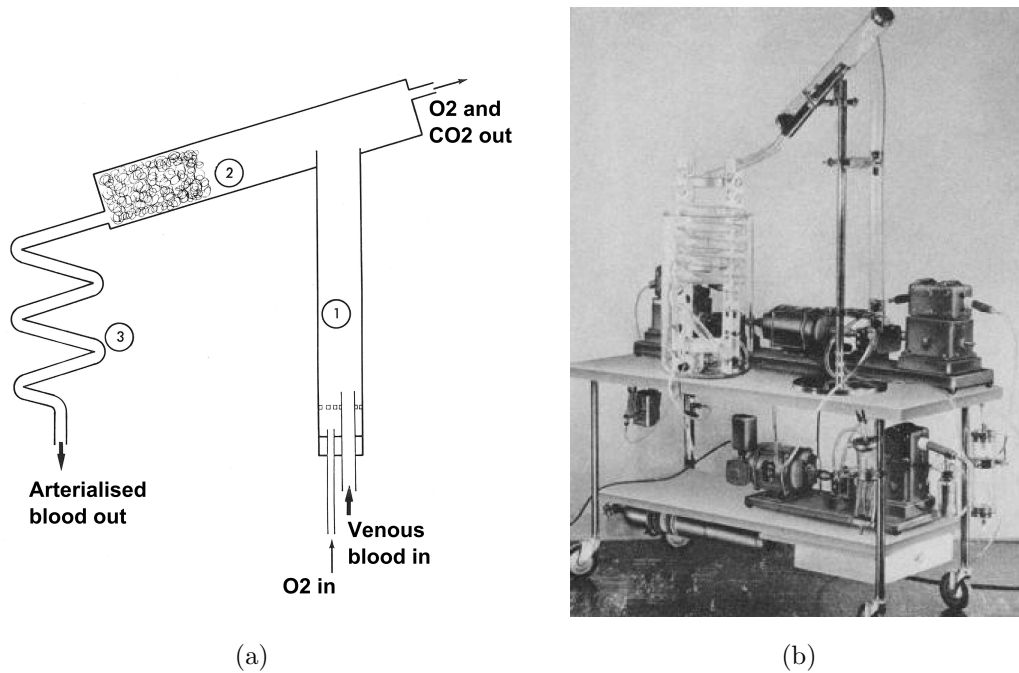 O2 and
CO2 out
2
1
3
Arterialised
blood out
Venous
blood in
O2 in
(a)
(b)